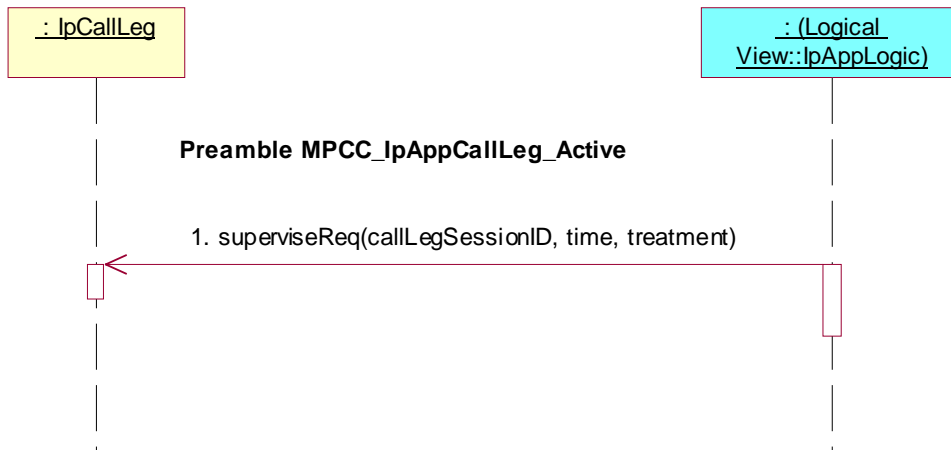 : IpCallLeg
: (Logical
View::IpAppLogic)
Preamble MPCC_IpAppCallLeg_Active
1. superviseReq(callLegSessionID, time, treatment)